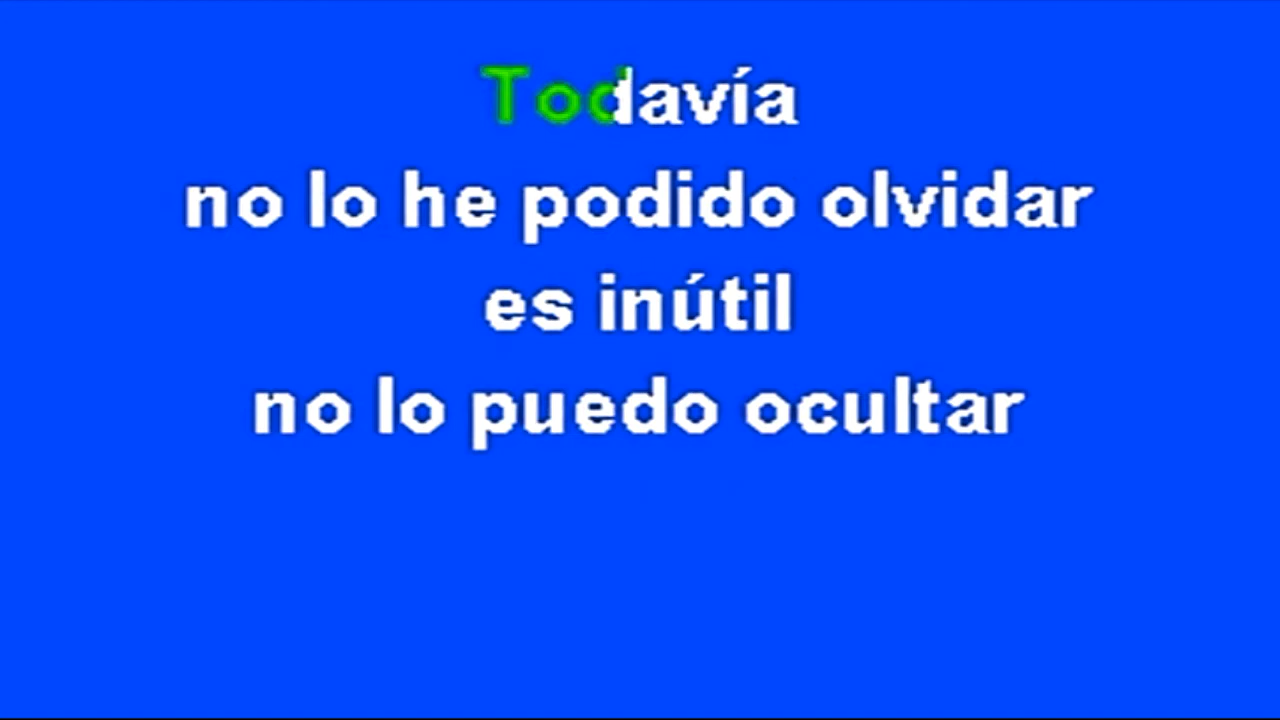 Todavía
no lo he podido olvidar
es inútil
no lo puedo ocultar